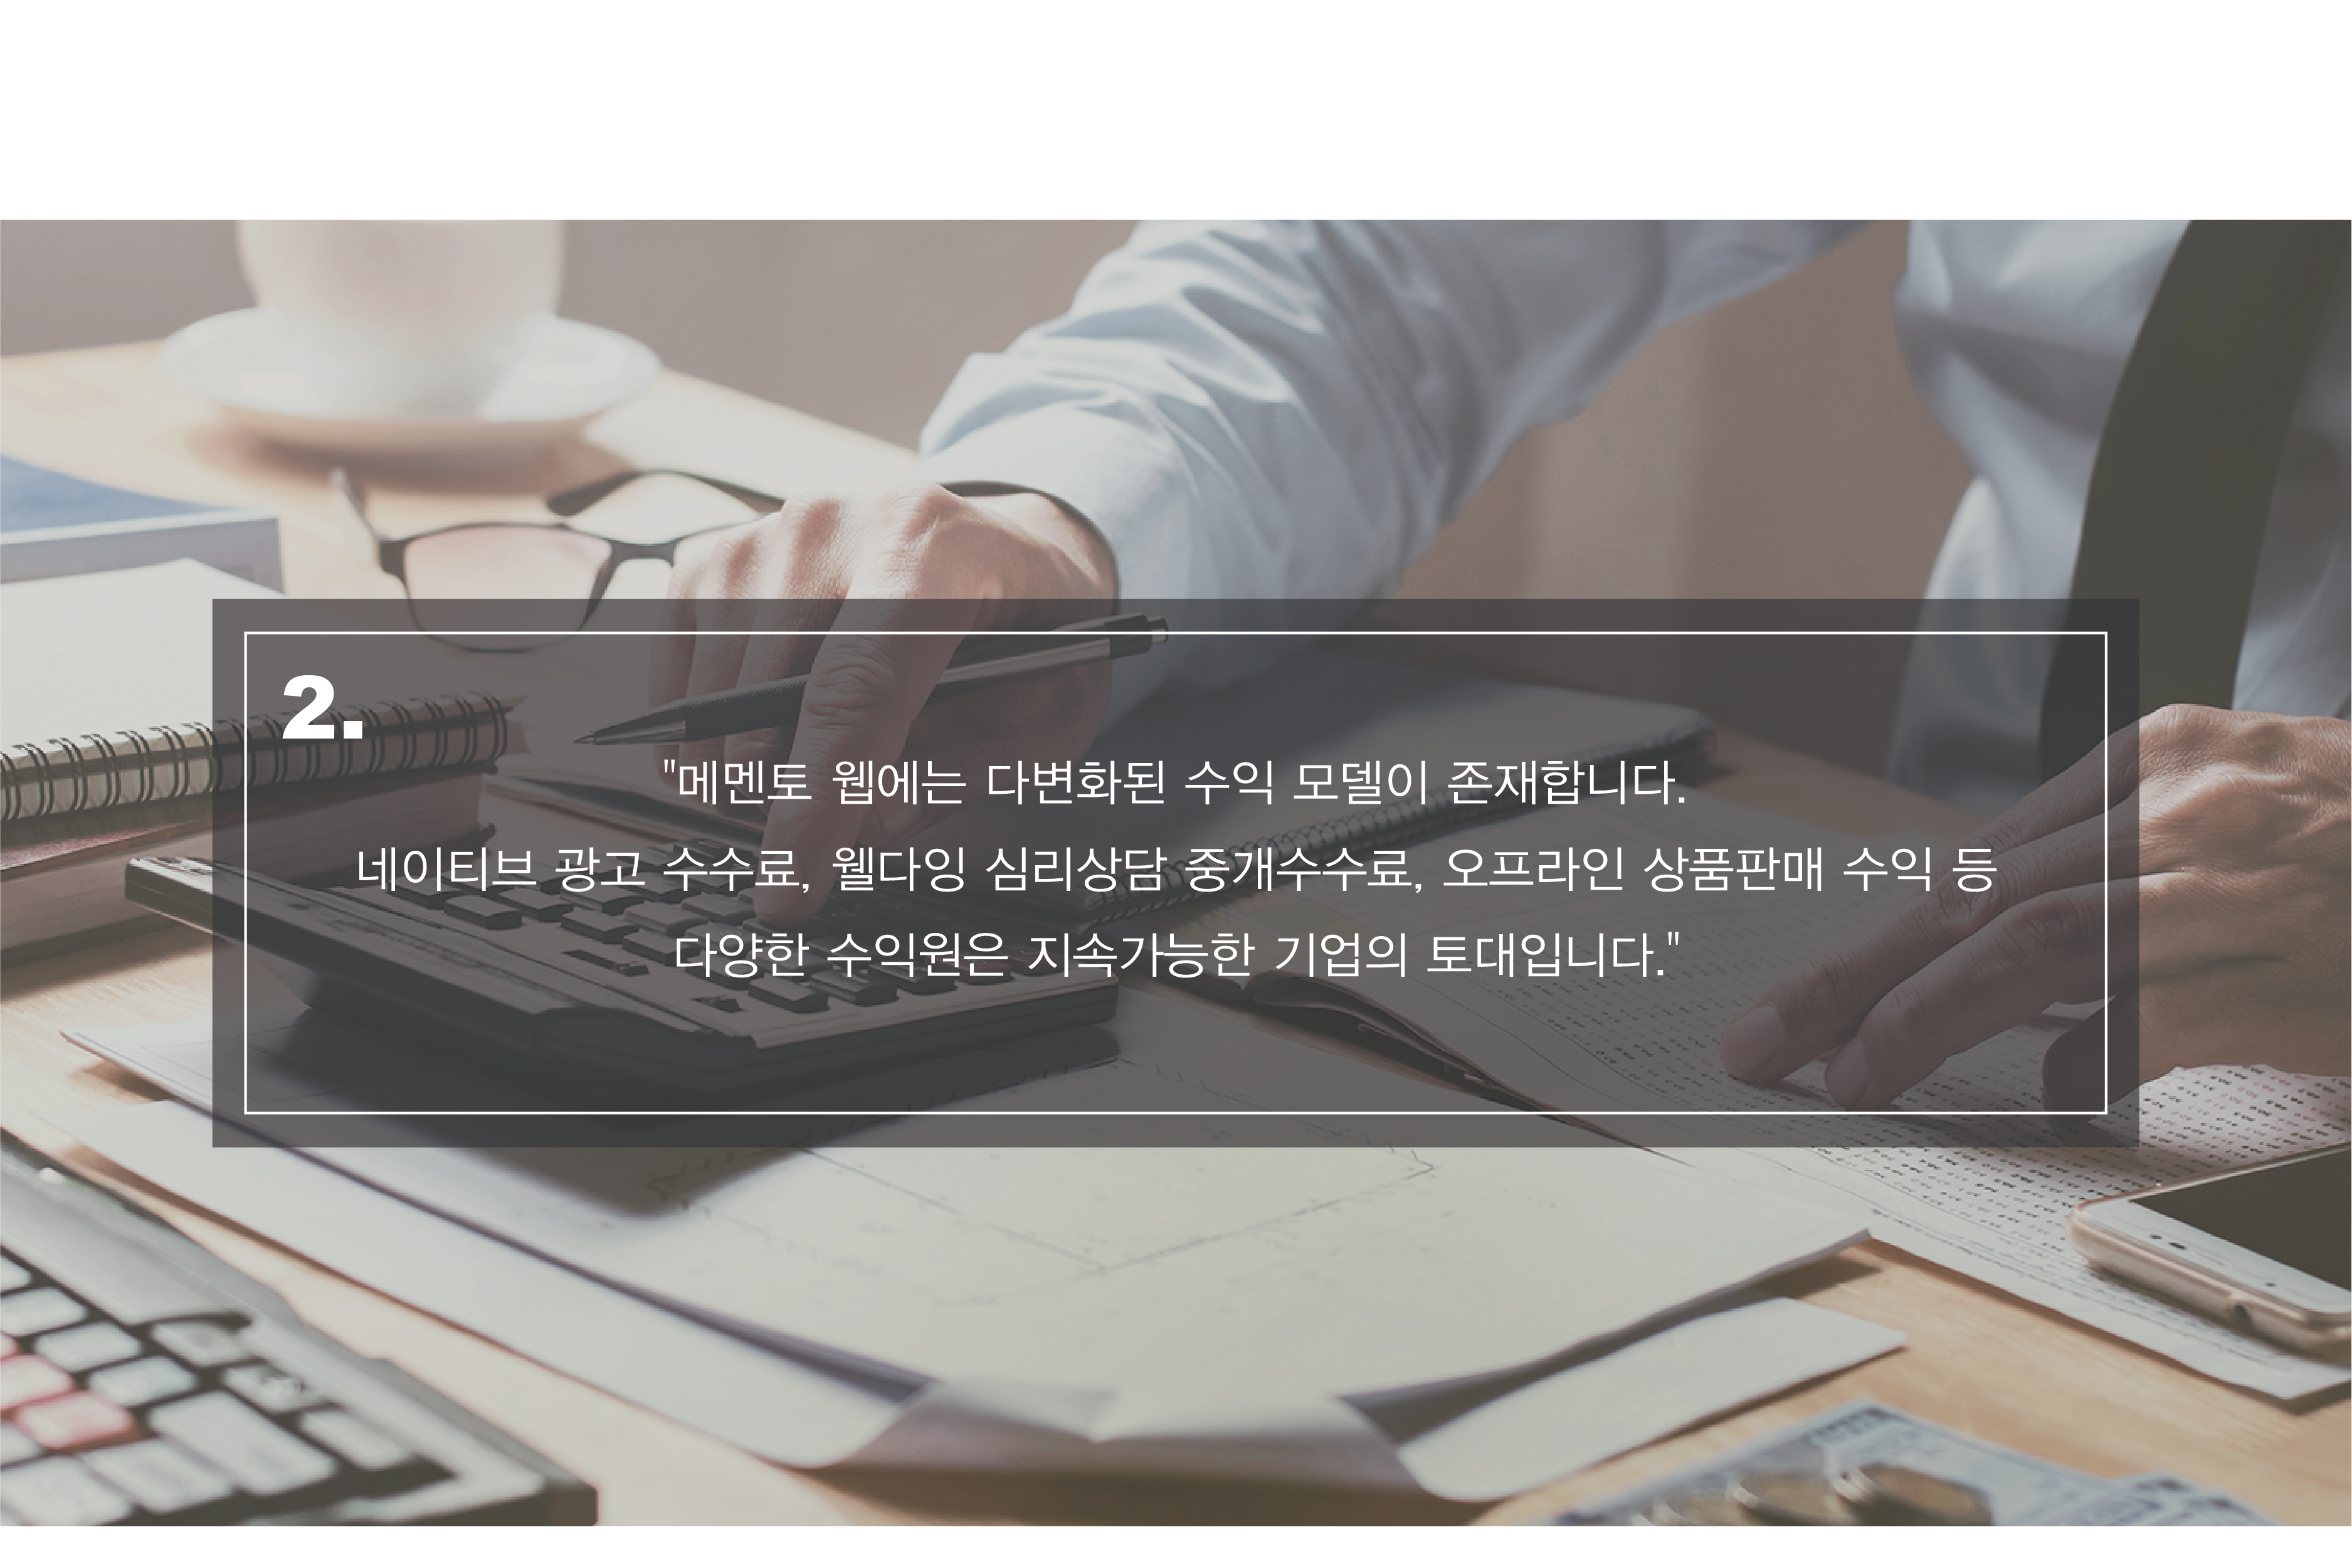 2.
"메멘토 웹에는 다변화된 수익 모델이 존재합니다.
네이티브 광고 수수료, 웰다잉 심리상담 중개수수료, 오프라인 상품판매 수익 등
다양한 수익원은 지속가능한 기업의 토대입니다."